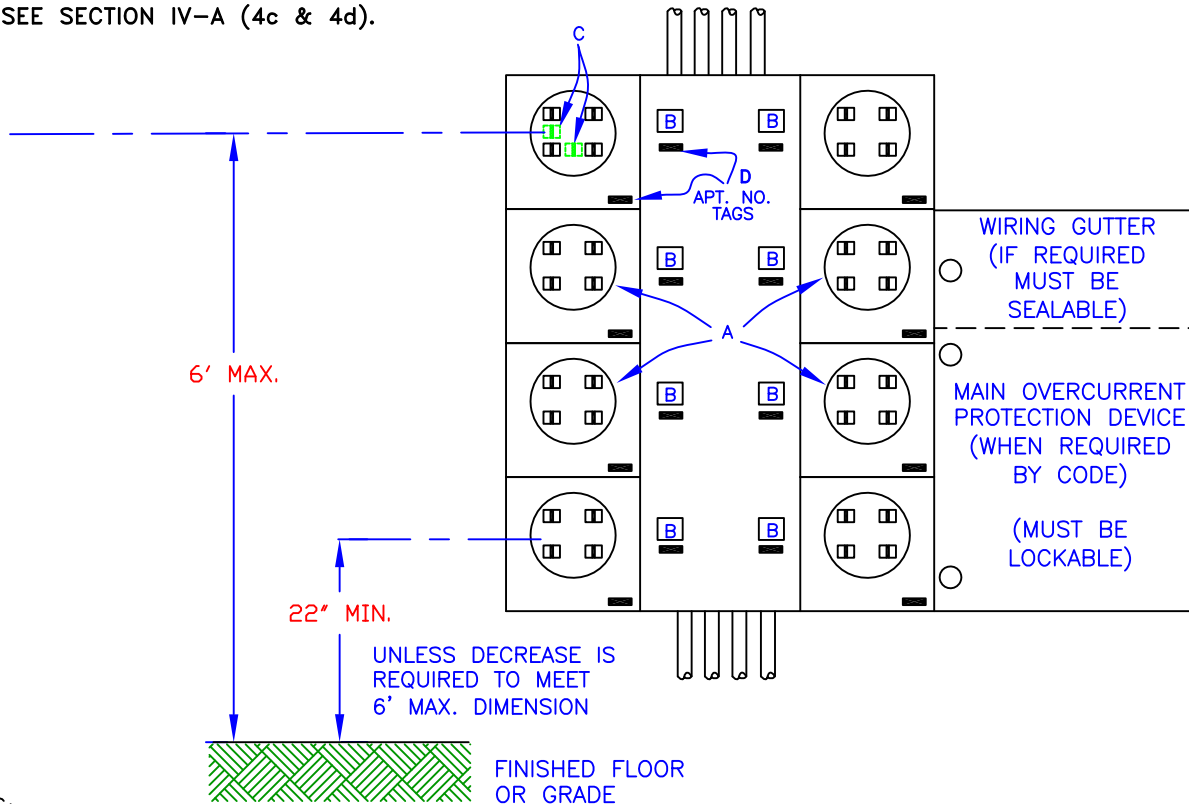 SEE SECTION IV-A (4c & 4d).
C
B B
D
APT. NO.
TAGS
WIRING GUTTER
(IF REQUIRED
MUST BE
SEALABLE)
B B
A
6' MAX.
MAIN OVERCURRENT
PROTECTION DEVICE
(WHEN REQUIRED
BY CODE)
(MUST BE
LOCKABLE)
B B
B B
22" MIN.
UNLESS DECREASE IS
REQUIRED TO MEET
6' MAX. DIMENSION
FINISHED FLOOR
OR GRADE